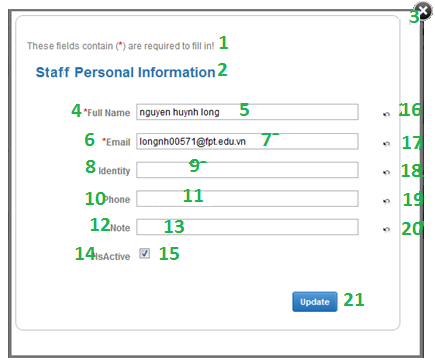 3
These fields contain (*) are required to fill in! 1
Staff Personal Information 2
4 *Full Name nguyen huynh long 5 16
6 *Email longnh00571@fpt.edu.vn 7 17
8 Identity 9 18
10 Phone 11 19
12 Note 13 20
14 IsActive 15
Update 21